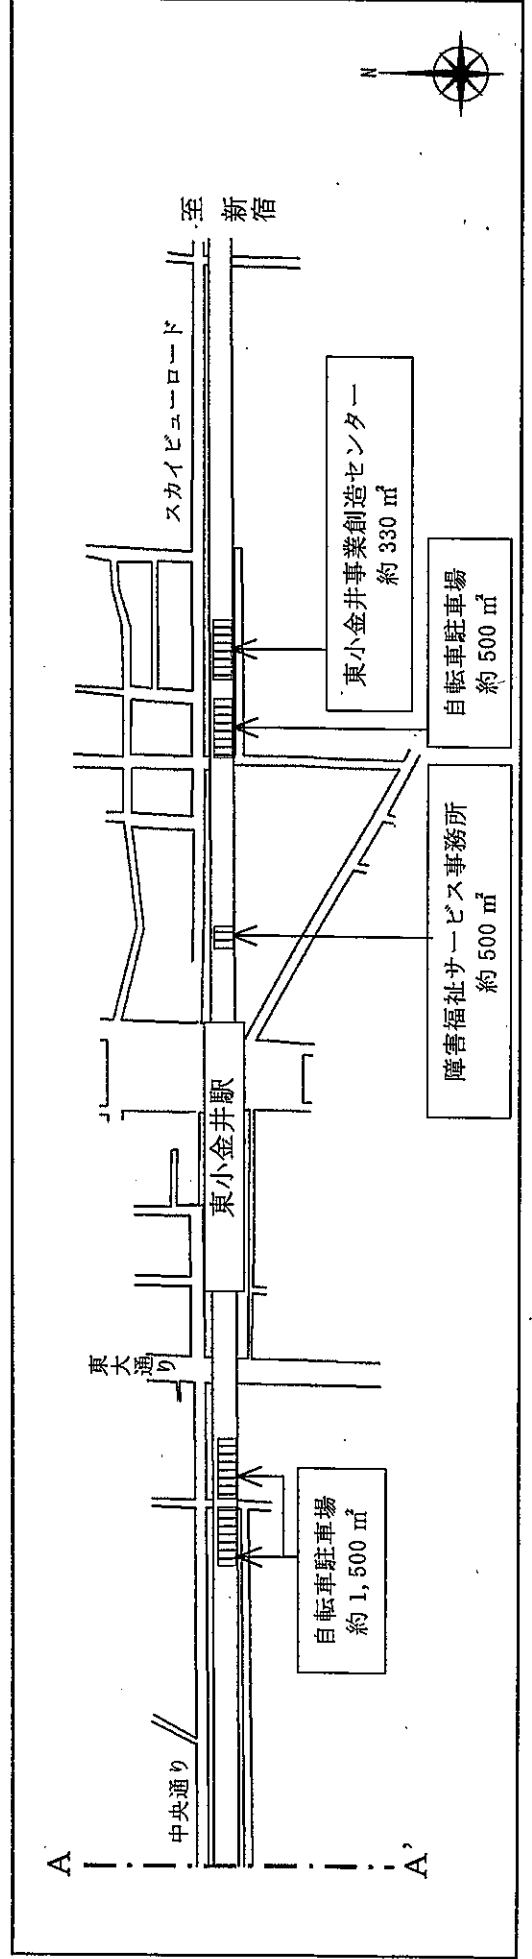 N
至
新
宿
スカイビューロード
東小金井事業創造センター
約 330 ㎡
自転車駐車場
約 500 ㎡
障害福祉サービス事務所
約 500 ㎡
東小金井駅
東大通り
自転車駐車場
約 1,500 ㎡
中央通り
A
A'